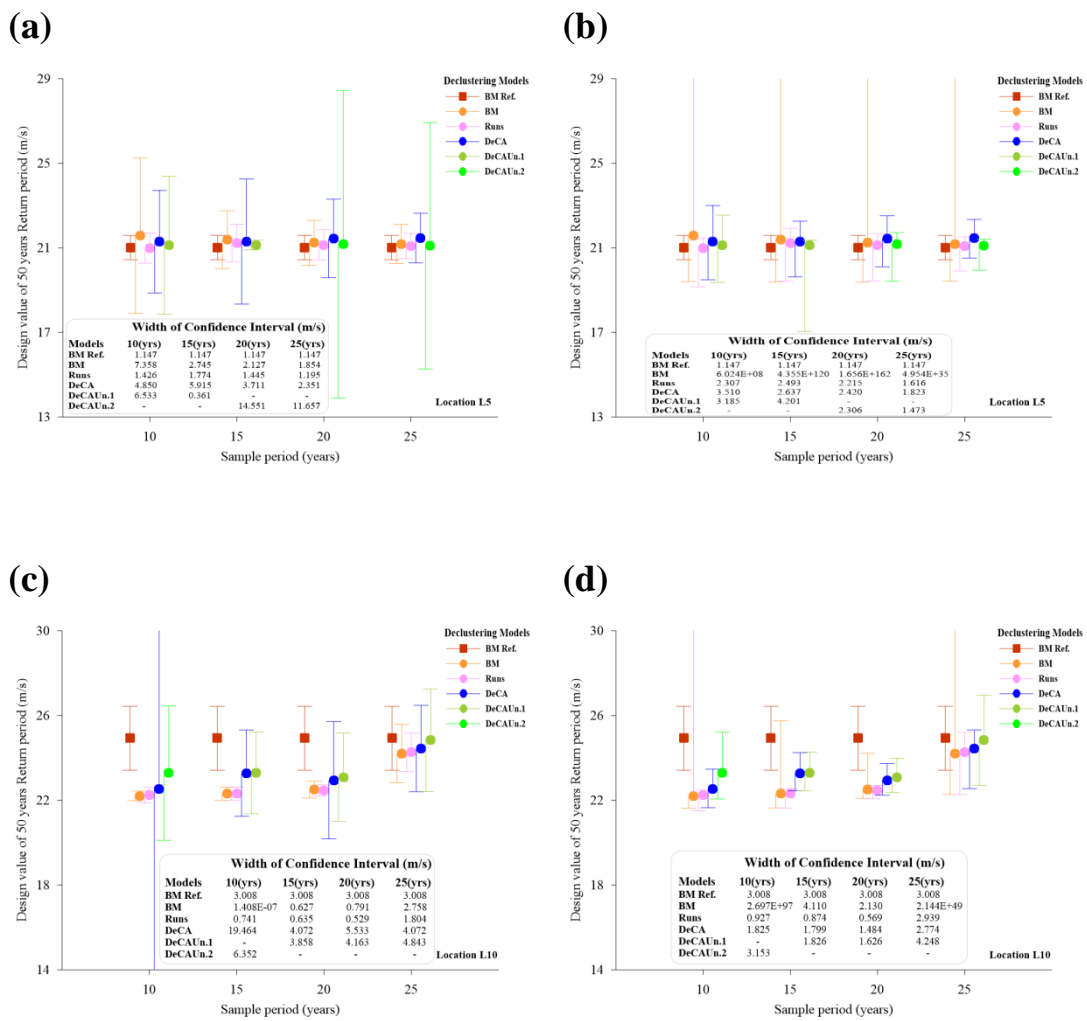 (a)
Design value of 50 years Return period (m/s)
29
25
21
17
13
Declustering Models
BM Ref.
BM
Runs
DeCA
DeCAUn.1
DeCAUn.2
Width of Confidence Interval (m/s)
Models 10(yrs) 15(yrs) 20(yrs) 25(yrs)
BM Ref. 1.147 1.147 1.147 1.147
BM 7.358 2.745 2.127 1.854
Runs 1.426 1.774 1.445 1.195
DeCA 4.850 5.915 3.711 2.351
DeCAUn.1 6.533 0.361 - -
DeCAUn.2 - - 14.551 11.657
Location L5
10 15 20 25
Sample period (years)
(b)
Design value of 50 years Return period (m/s)
29
25
21
17
13
Declustering Models
BM Ref.
BM
Runs
DeCA
DeCAUn.1
DeCAUn.2
Width of Confidence Interval (m/s)
Models 10(yrs) 15(yrs) 20(yrs) 25(yrs)
BM Ref. 1.147 1.147 1.147 1.147
BM 6.024E+08 4.355E+120 1.656E+162 4.954E+35
Runs 2.307 2.493 2.215 1.616
DeCA 3.510 2.637 2.420 1.823
DeCAUn.1 3.185 4.201 - -
DeCAUn.2 - - 2.306 1.473
Location L5
10 15 20 25
Sample period (years)
(c)
Design value of 50 years Return period (m/s)
30
26
22
18
14
Declustering Models
BM Ref.
BM
Runs
DeCA
DeCAUn.1
DeCAUn.2
Width of Confidence Interval (m/s)
Models 10(yrs) 15(yrs) 20(yrs) 25(yrs)
BM Ref. 3.008 3.008 3.008 3.008
BM 1.408E-07 0.627 0.791 2.758
Runs 0.741 0.635 0.529 1.804
DeCA 19.464 4.072 5.533 4.072
DeCAUn.1 - 3.858 4.163 4.843
DeCAUn.2 6.352 - - -
Location L10
10 15 20 25
Sample period (years)
(d)
Design value of 50 years Return period (m/s)
30
26
22
18
14
Declustering Models
BM Ref.
BM
Runs
DeCA
DeCAUn.1
DeCAUn.2
Width of Confidence Interval (m/s)
Models 10(yrs) 15(yrs) 20(yrs) 25(yrs)
BM Ref. 3.008 3.008 3.008 3.008
BM 2.697E+97 4.110 2.130 2.144E+49
Runs 0.927 0.874 0.569 2.939
DeCA 1.825 1.799 1.484 2.774
DeCAUn.1 - 1.826 1.626 4.248
DeCAUn.2 3.153 - - -
Location L10
10 15 20 25
Sample period (years)